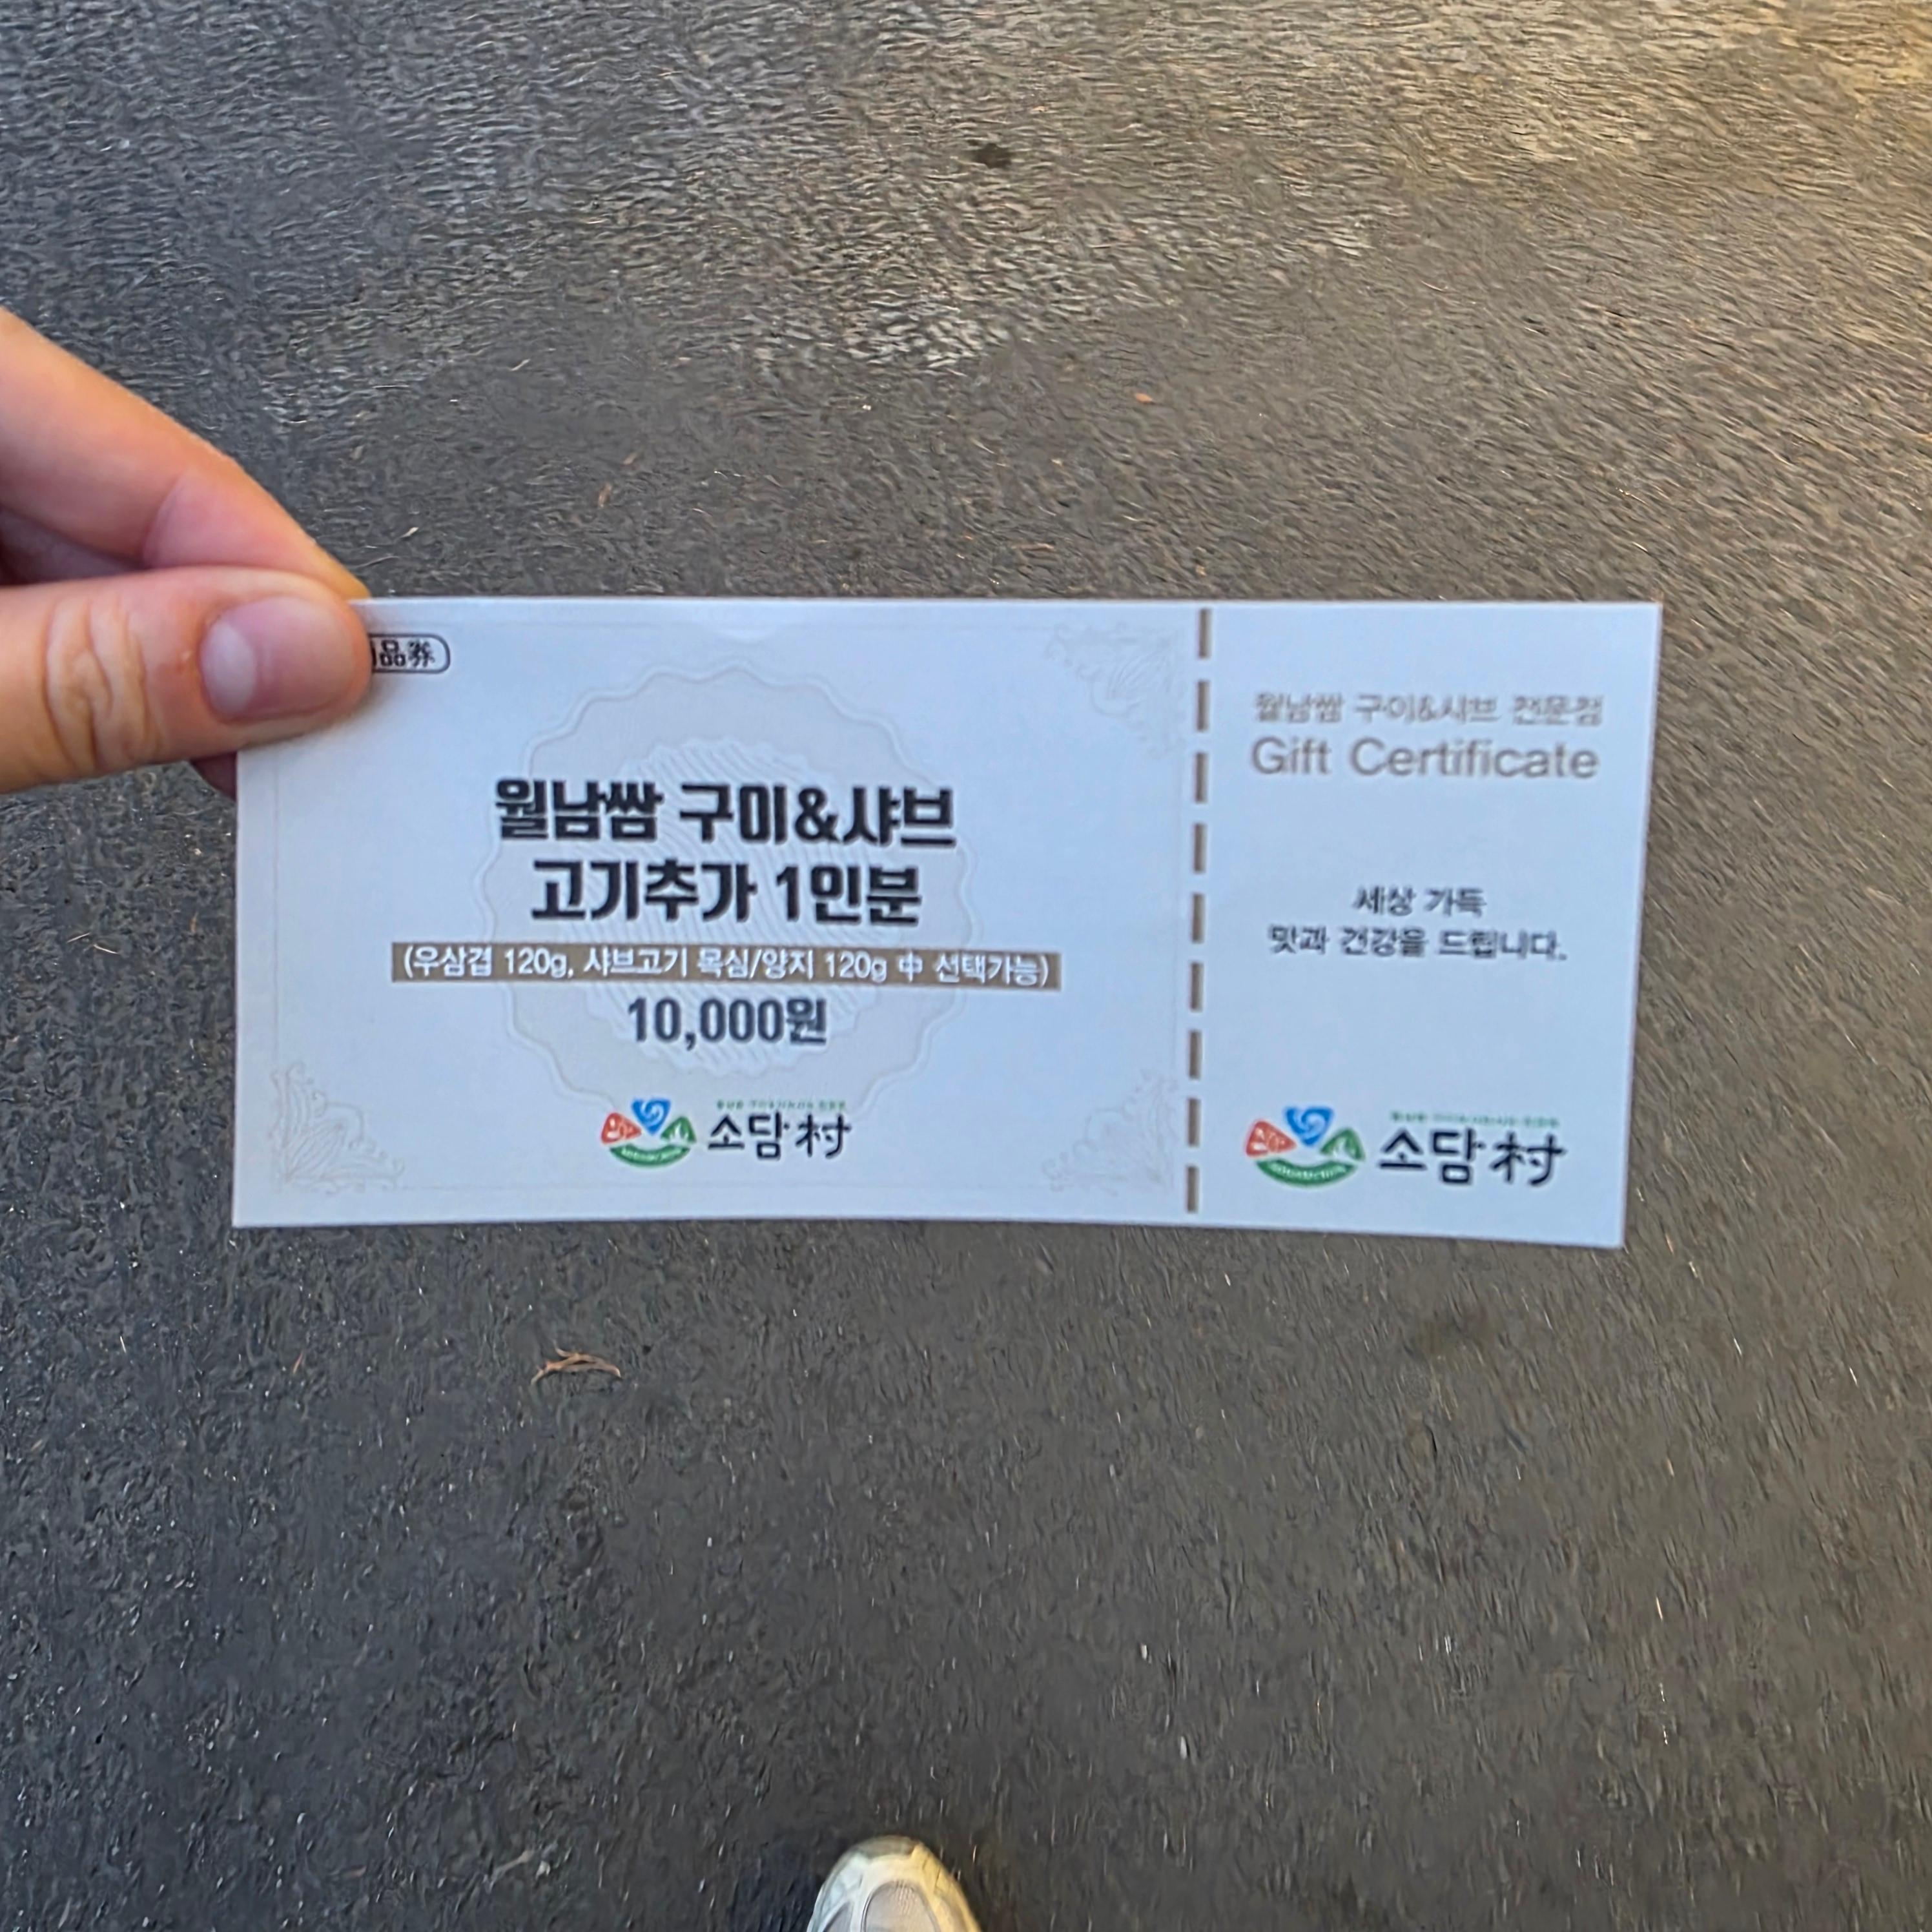 品券
월남쌈 구이&샤브
고기추가 1인분
(우삼겹 120g, 샤브고기 목심/양지 120g 中 선택가능)
10,000원
소담村
월남쌈 구이&샤브 전문점
Gift Certificate
세상 가득
맛과 건강을 드립니다.
소담村